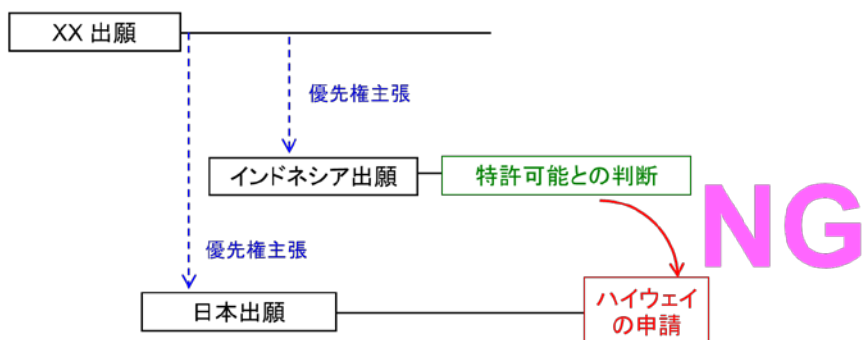 XX 出願
優先権主張
インドネシア出願
特許可能との判断
NG
優先権主張
日本出願
ハイウェイ
の申請